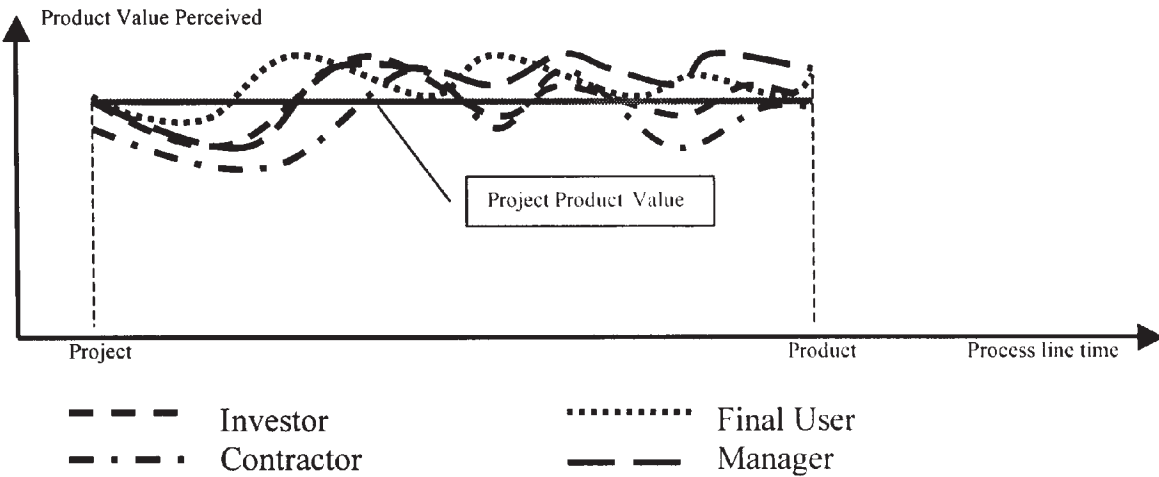 Product Value Perceived
Project Product Value
Project
Product
Process line time
Investor
Final User
Contractor
Manager